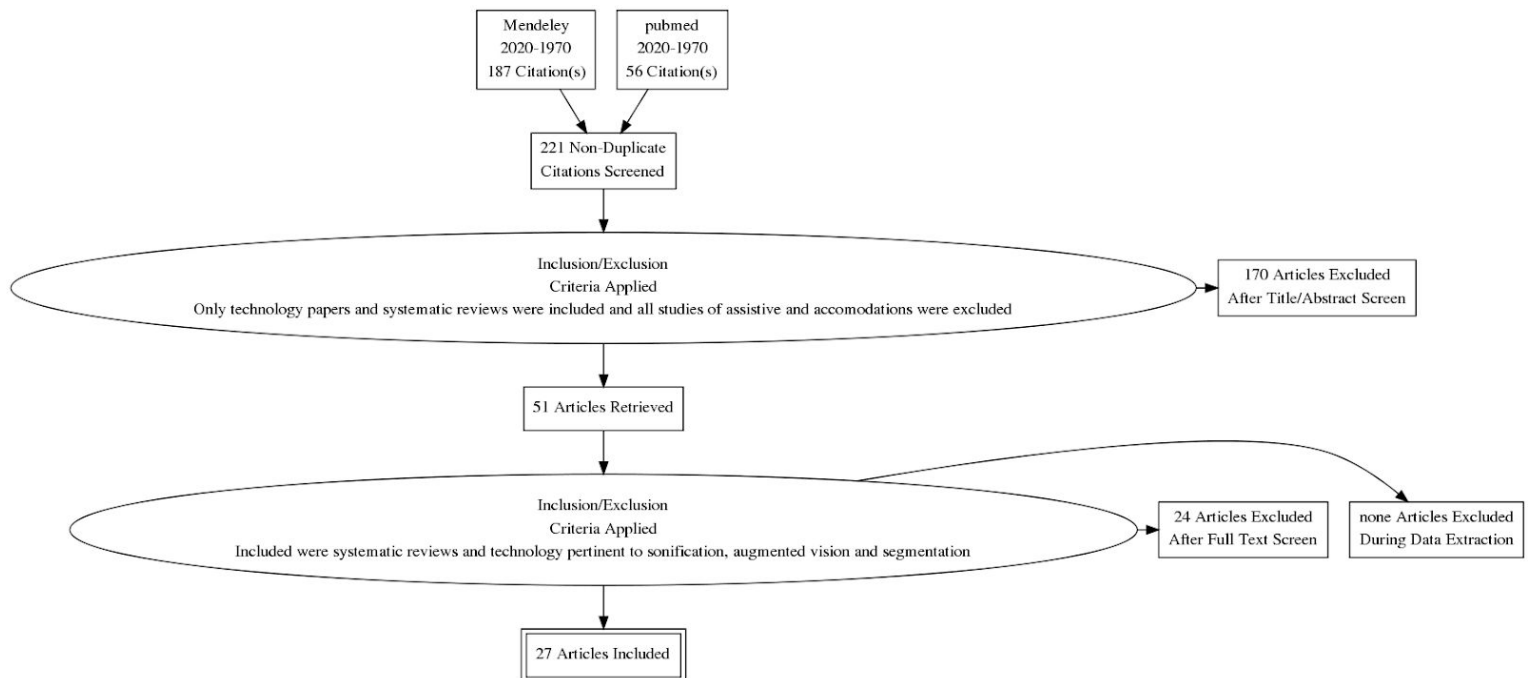 Mendeley
2020-1970
187 Citation(s)
pubmed
2020-1970
56 Citation(s)
221 Non-Duplicate
Citations Screened
Inclusion/Exclusion
Criteria Applied
Only technology papers and systematic reviews were included and all studies of assistive and accomodations were excluded
170 Articles Excluded
After Title/Abstract Screen
51 Articles Retrieved
Inclusion/Exclusion
Criteria Applied
Included were systematic reviews and technology pertinent to sonification, augmented vision and segmentation
24 Articles Excluded
After Full Text Screen
none Articles Excluded
During Data Extraction
27 Articles Included